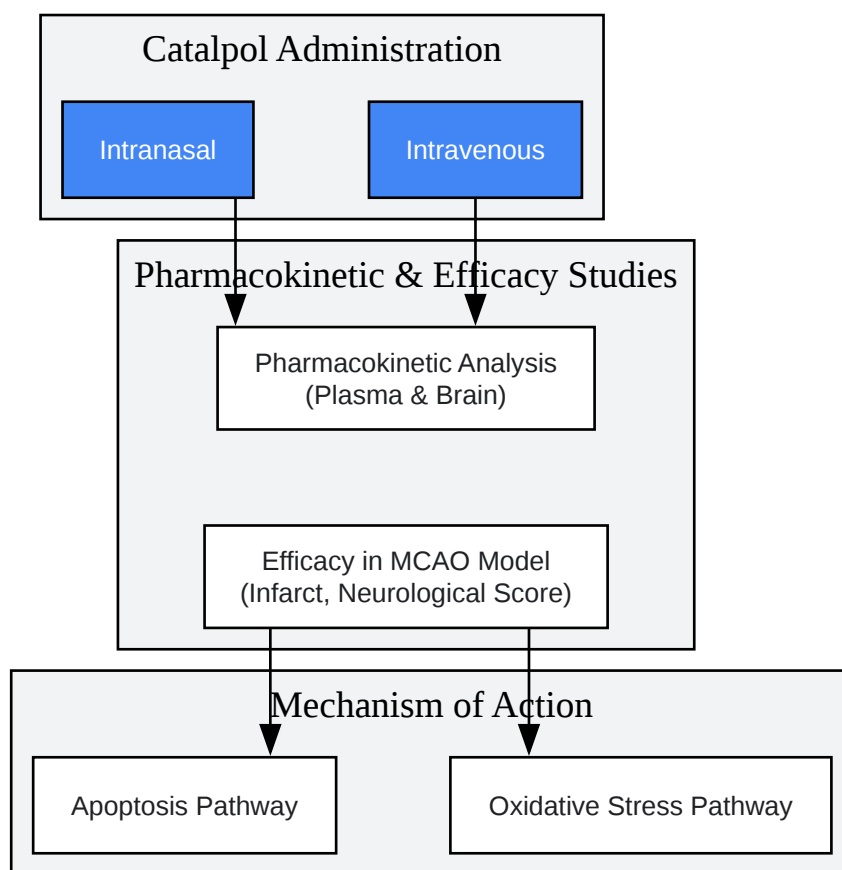 Catalpol Administration
Intranasal
Intravenous
Pharmacokinetic & Efficacy Studies
Pharmacokinetic Analysis
(Plasma & Brain)
Efficacy in MCAO Model
(Infarct, Neurological Score)
Mechanism of Action
Apoptosis Pathway
Oxidative Stress Pathway